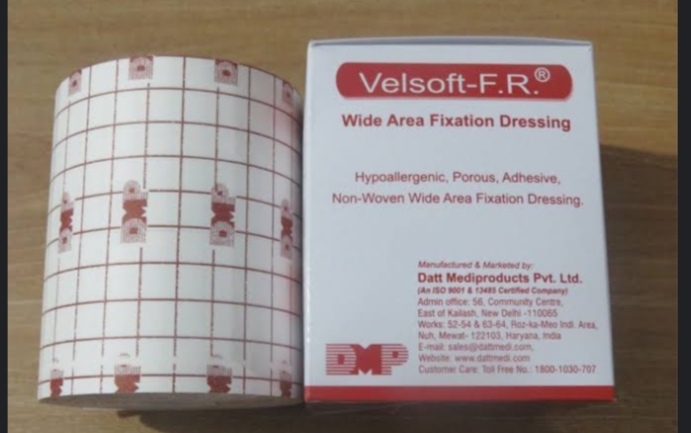 Velsoft-F.R.®
Wide Area Fixation Dressing
Hypoallergenic, Porous, Adhesive,
Non-Woven Wide Area Fixation Dressing.
Manufactured & Marketed by:
Datt Mediproducts Pvt. Ltd.
(An ISO 9001 & 13485 Certified Company)
Admin office: 56, Community Centre,
East of Kailash, New Delhi -110065
Works: 52-54 & 63-64, Roz-ka-Meo Indl. Area,
Nuh, Mewat- 122103, Haryana, India
E-mail: sales@dattmedi.com,
Website: www.dattmedi.com
Customer Care: Toll Free No.: 1800-1030-707
DMP